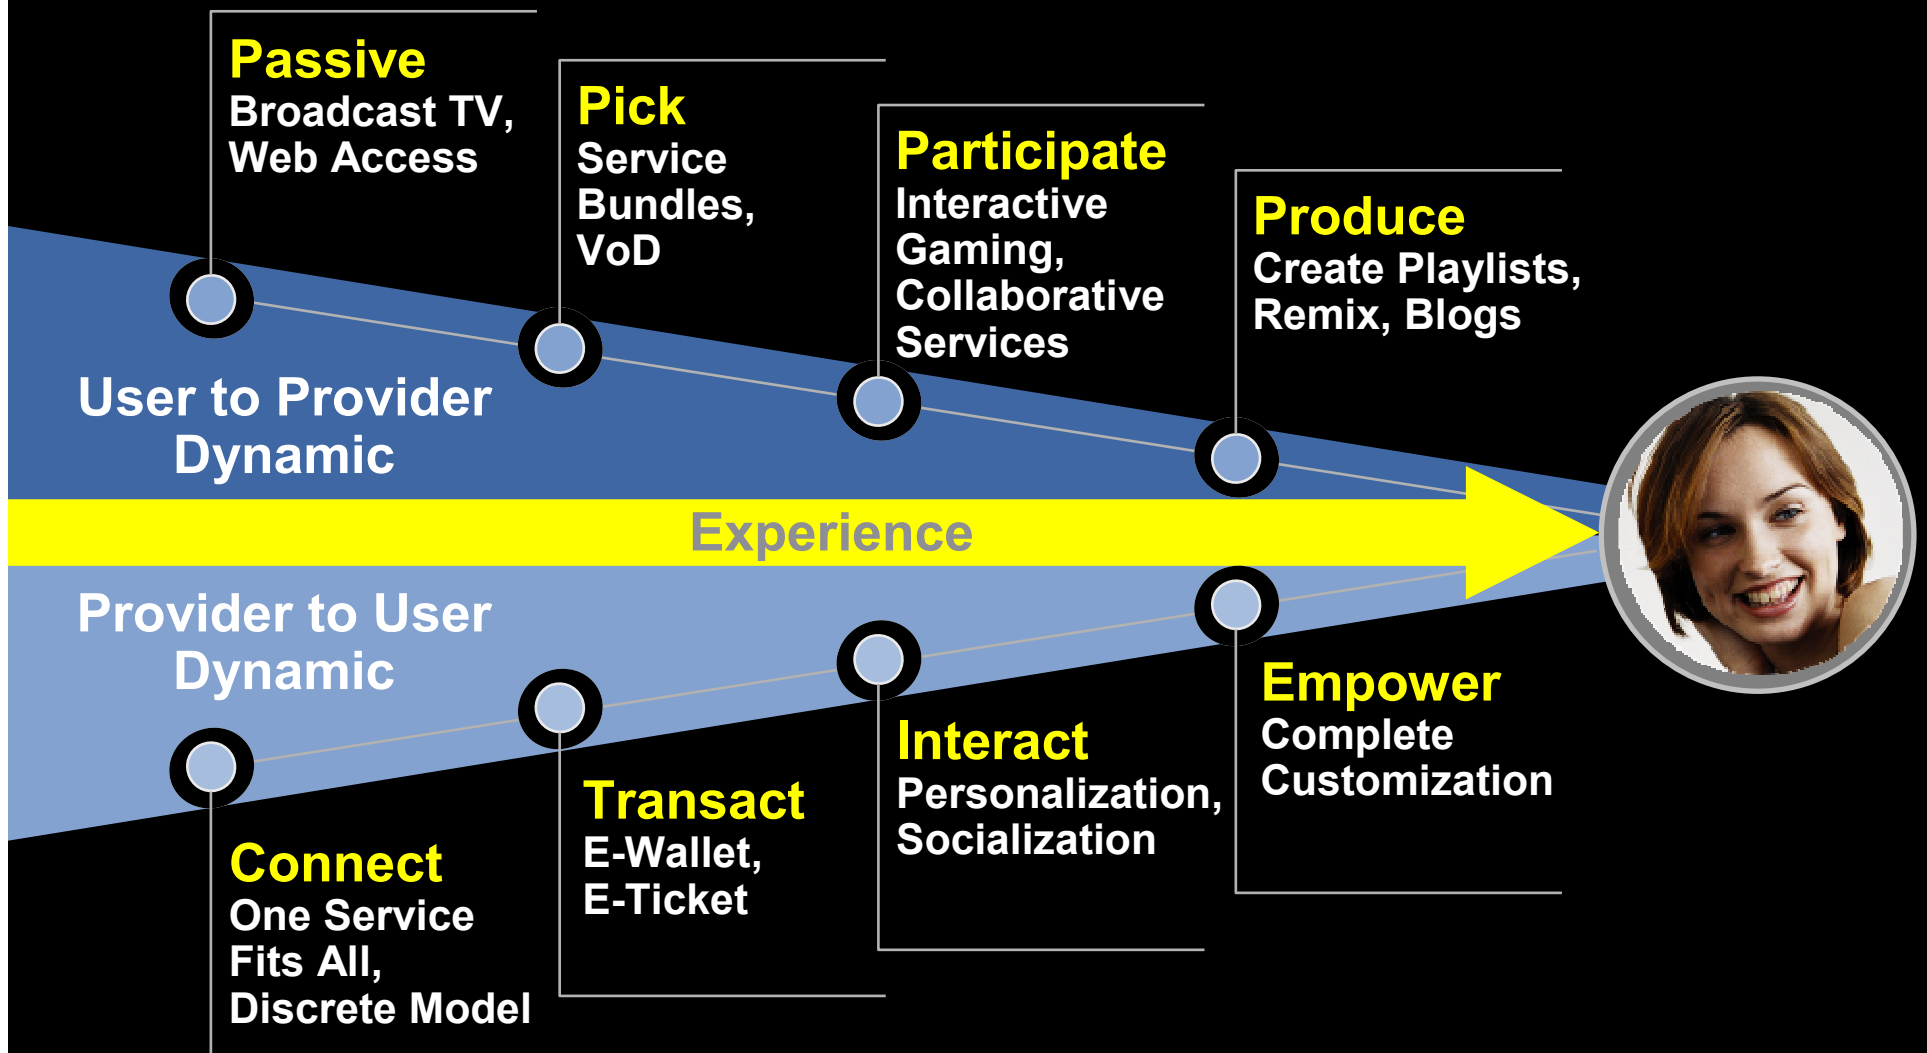 Passive
Broadcast TV,
Web Access
Pick
Service
Bundles,
VoD
Participate
Interactive
Gaming,
Collaborative
Services
Produce
Create Playlists,
Remix, Blogs
User to Provider
Dynamic
Experience
Provider to User
Dynamic
Connect
One Service
Fits All,
Discrete Model
Transact
E-Wallet,
E-Ticket
Interact
Personalization,
Socialization
Empower
Complete
Customization